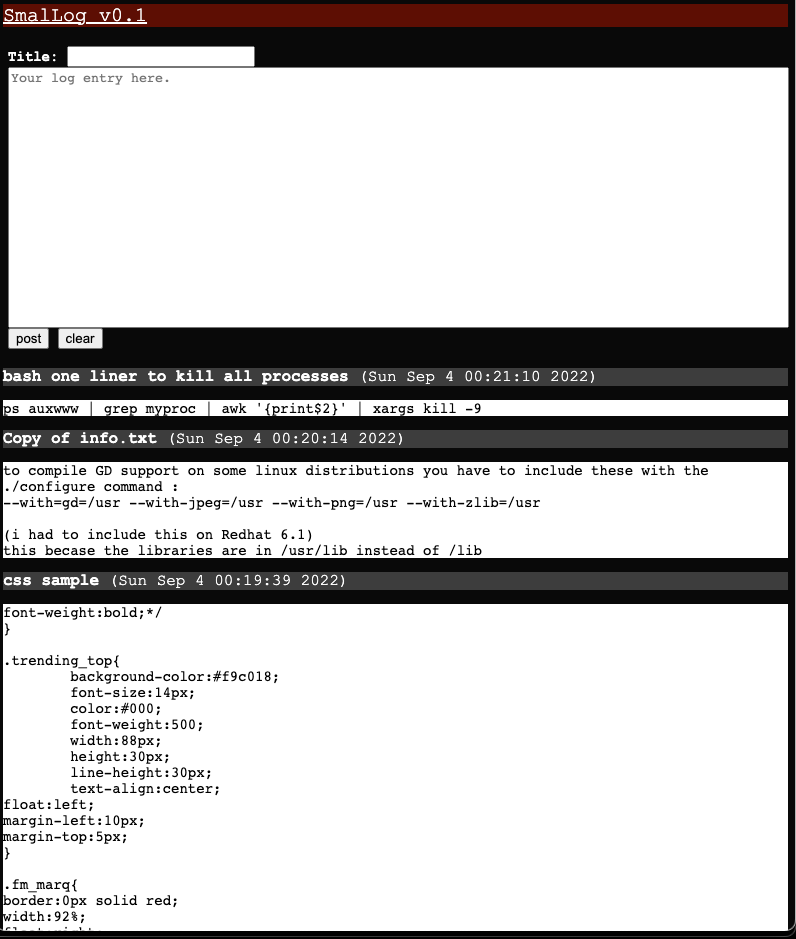 SmalLog v0.1
Title:
Your log entry here.
post clear
bash one liner to kill all processes (Sun Sep 4 00:21:10 2022)
ps auxwww | grep myproc | awk '{print$2}' | xargs kill -9
Copy of info.txt (Sun Sep 4 00:20:14 2022)
to compile GD support on some linux distributions you have to include these with the
./configure command :
--with=gd=/usr --with-jpeg=/usr --with-png=/usr --with-zlib=/usr
(i had to include this on Redhat 6.1)
this becase the libraries are in /usr/lib instead of /lib
css sample (Sun Sep 4 00:19:39 2022)
font-weight:bold;*/
}
.trending_top{
background-color:#f9c018;
font-size:14px;
color:#000;
font-weight:500;
width:88px;
height:30px;
line-height:30px;
text-align:center;
float:left;
margin-left:10px;
margin-top:5px;
}
.fm_marq{
border:0px solid red;
width:92%;